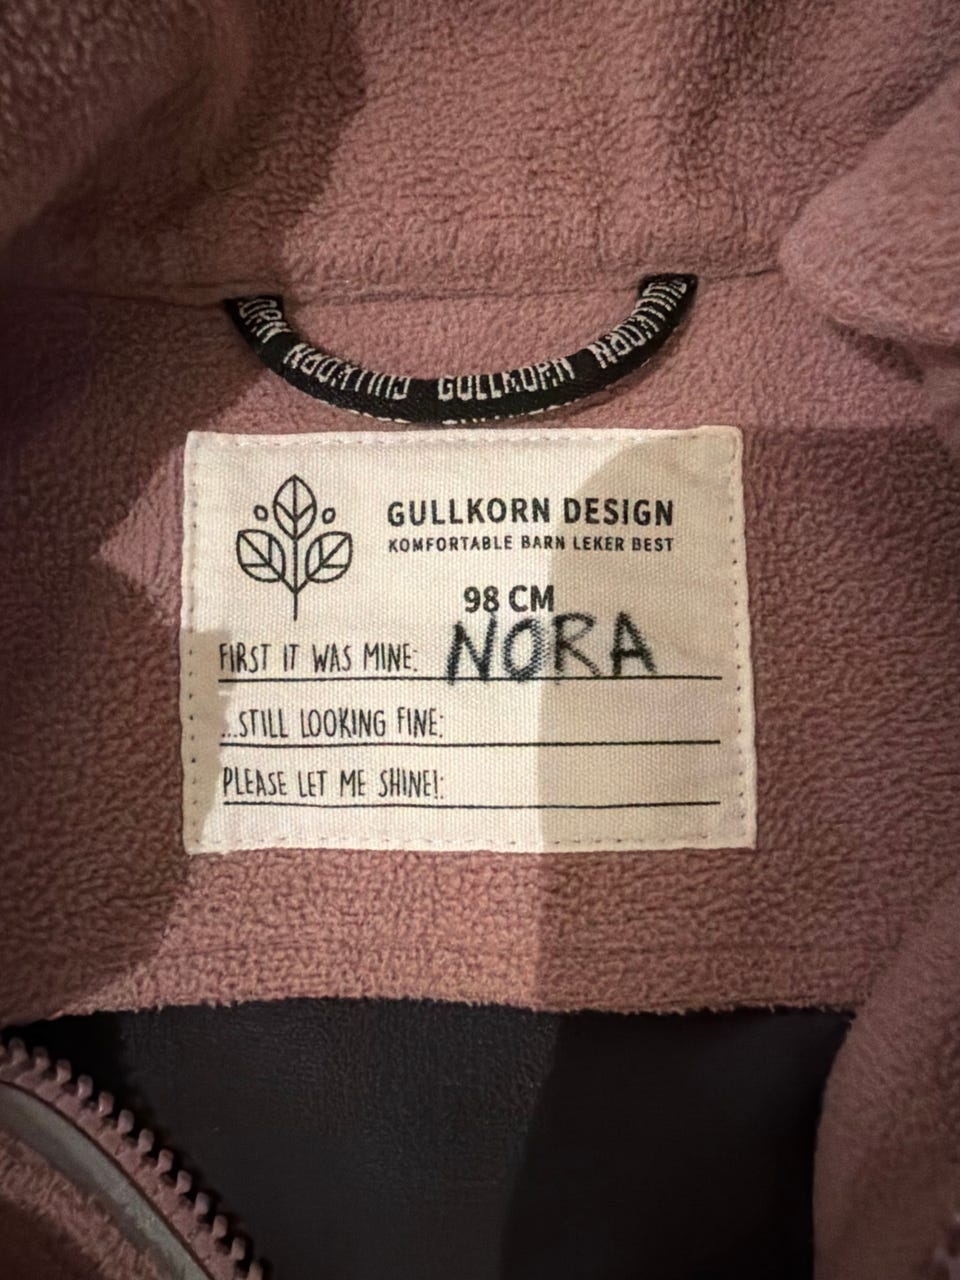 GULLKORN GULLKORN NROKLLUG
GULLKORN DESIGN
KOMFORTABLE BARN LEKER BEST
98 CM
FIRST IT WAS MINE: NORA
...STILL LOOKING FINE:
PLEASE LET ME SHINE!: